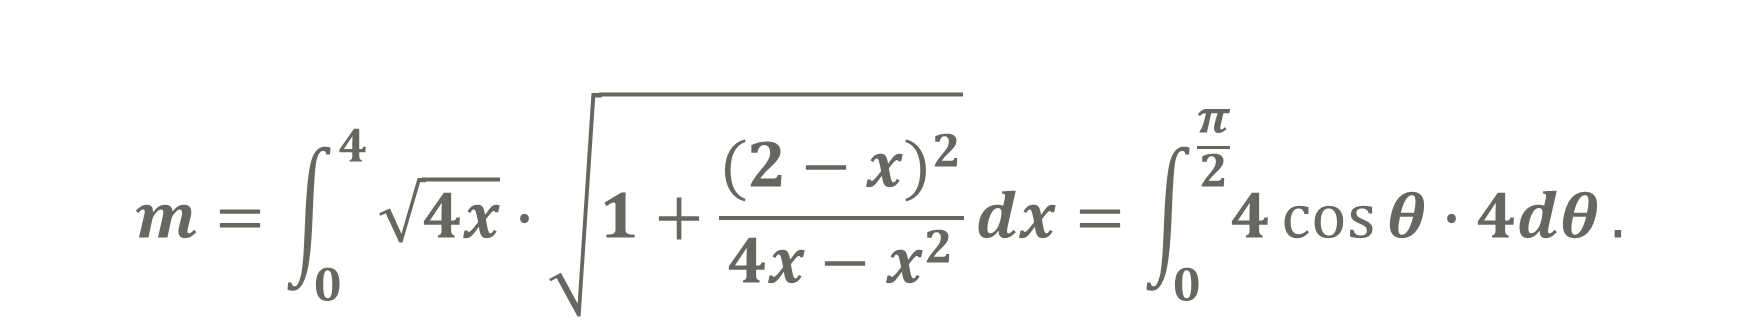 m = ∫₀⁴ √(4x) · √(1 + (2 − x)²/(4x − x²)) dx = ∫₀^(π/2) 4 cos θ · 4dθ .